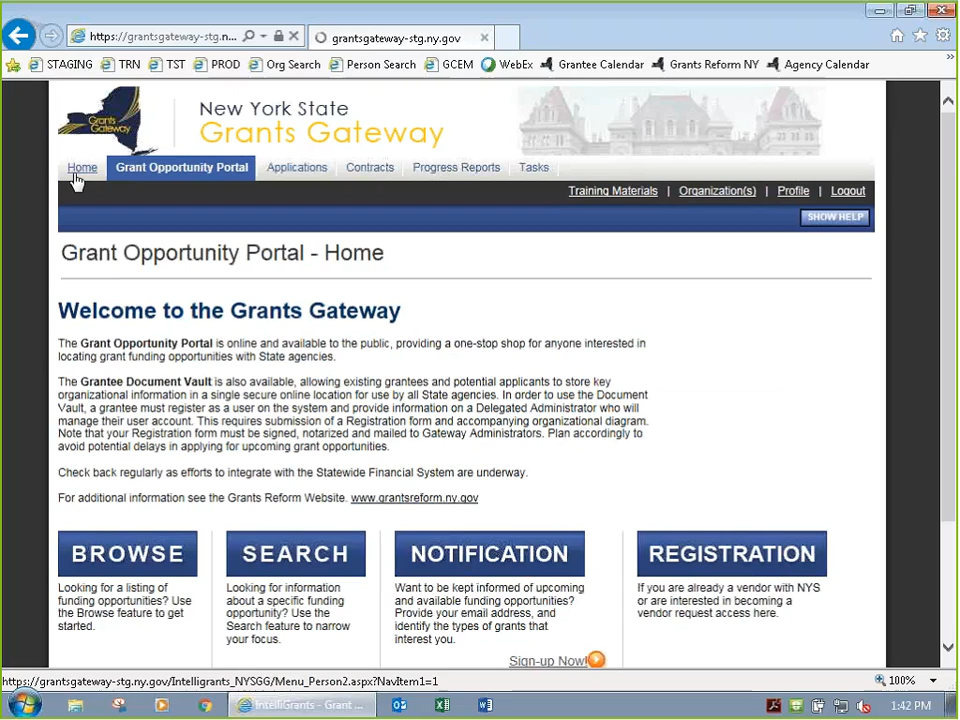 https://grantsgateway-stg.ny.n...
grantsgateway-stg.ny.gov
STAGING TRN TST PROD Org Search Person Search GCEM WebEx Grantee Calendar Grants Reform NY Agency Calendar
Grants Gateway
New York State
Grants Gateway
Home Grant Opportunity Portal Applications Contracts Progress Reports Tasks
Training Materials | Organization(s) | Profile | Logout
SHOW HELP
Grant Opportunity Portal - Home
Welcome to the Grants Gateway
The Grant Opportunity Portal is online and available to the public, providing a one-stop shop for anyone interested in
locating grant funding opportunities with State agencies.
The Grantee Document Vault is also available, allowing existing grantees and potential applicants to store key
organizational information in a single secure online location for use by all State agencies. In order to use the Document
Vault, a grantee must register as a user on the system and provide information on a Delegated Administrator who will
manage their user account. This requires submission of a Registration form and accompanying organizational diagram.
Note that your Registration form must be signed, notarized and mailed to Gateway Administrators. Plan accordingly to
avoid potential delays in applying for upcoming grant opportunities.
Check back regularly as efforts to integrate with the Statewide Financial System are underway.
For additional information see the Grants Reform Website. www.grantsreform.ny.gov
BROWSE
Looking for a listing of
funding opportunities? Use
the Browse feature to get
started.
SEARCH
Looking for information
about a specific funding
opportunity? Use the
Search feature to narrow
your focus.
NOTIFICATION
Want to be kept informed of upcoming
and available funding opportunities?
Provide your email address, and
identify the types of grants that
interest you.
Sign-up Now!
REGISTRATION
If you are already a vendor with NYS
or are interested in becoming a
vendor request access here.
https://grantsgateway-stg.ny.gov/Intelligrants_NYSGG/Menu_Person2.aspx?NavItem1=1
100%
IntelliGrants - Grant ...
1:42 PM